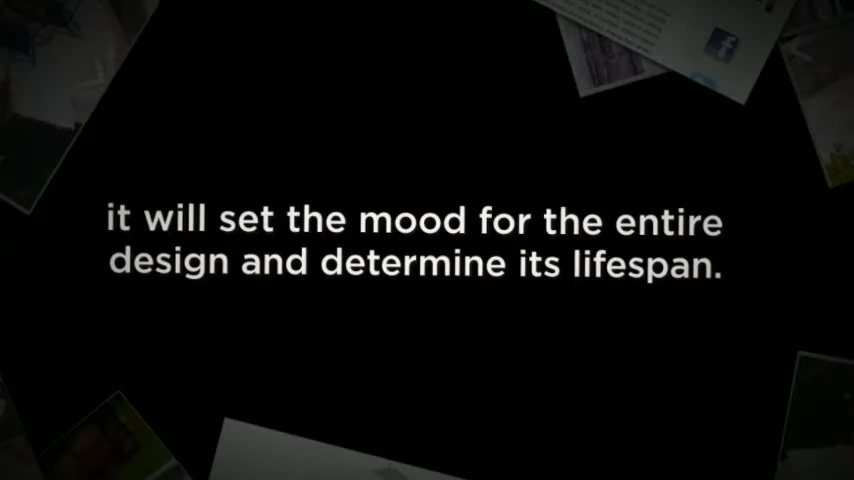 it will set the mood for the entire
design and determine its lifespan.